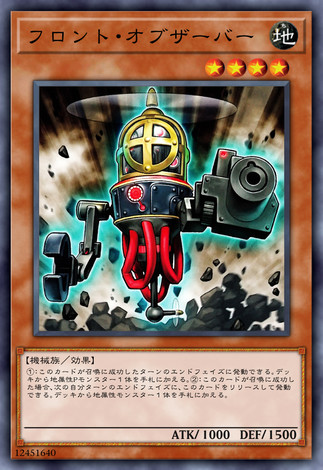 フロント・オブザーバー
地
【機械族／効果】
①：このカードが召喚に成功したターンのエンドフェイズに発動できる。デッ
キから地属性Pモンスター１体を手札に加える。②：このカードが召喚に成功し
た場合、次の自分ターンのエンドフェイズに、このカードをリリースして発動
できる。デッキから地属性モンスター１体を手札に加える。
ATK/ 1000 DEF/ 1500
12451640